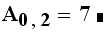 A₀ , ₂ = 7 ∎